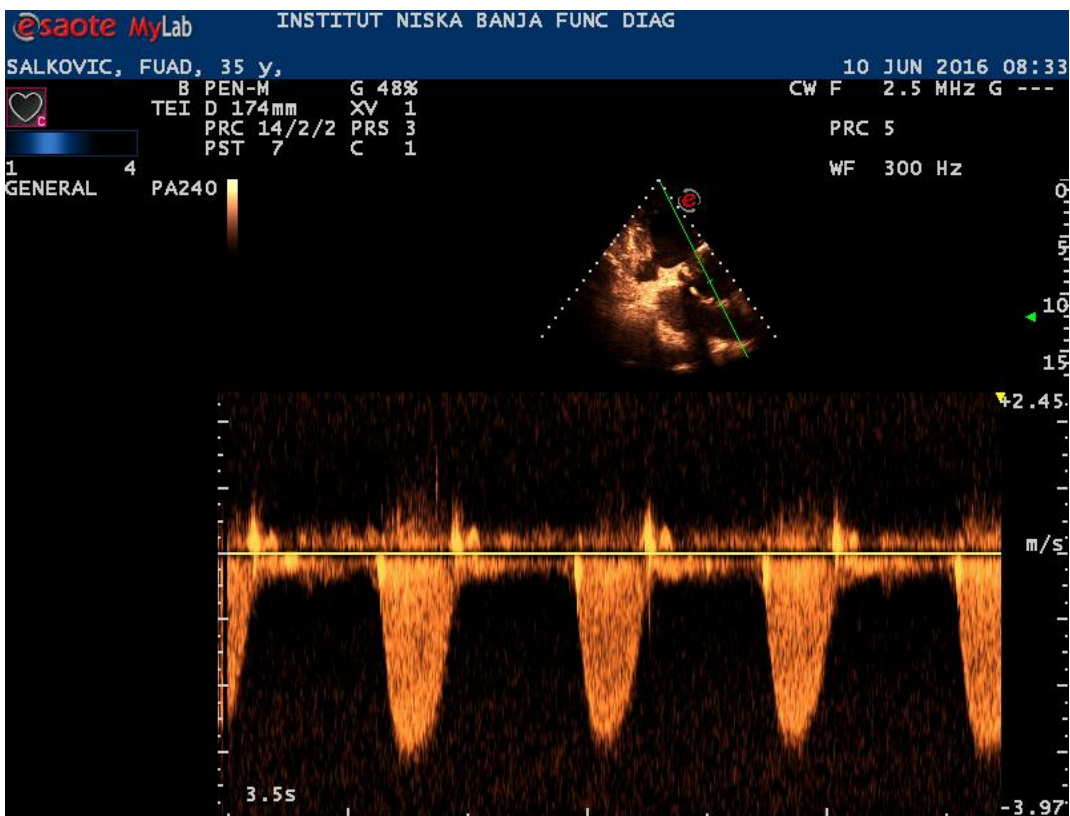 esaote MyLab INSTITUT NISKA BANJA FUNC DIAG
SALKOVIC, FUAD, 35 y, 10 JUN 2016 08:33
B PEN-M G 48% CW F 2.5 MHz G ---
TEI D 174mm XV 1
PRC 14/2/2 PRS 3 PRC 5
PST 7 C 1
1 4 WF 300 Hz
GENERAL PA240
0
5
10
15
+2.45
m/s
3.5s
-3.97